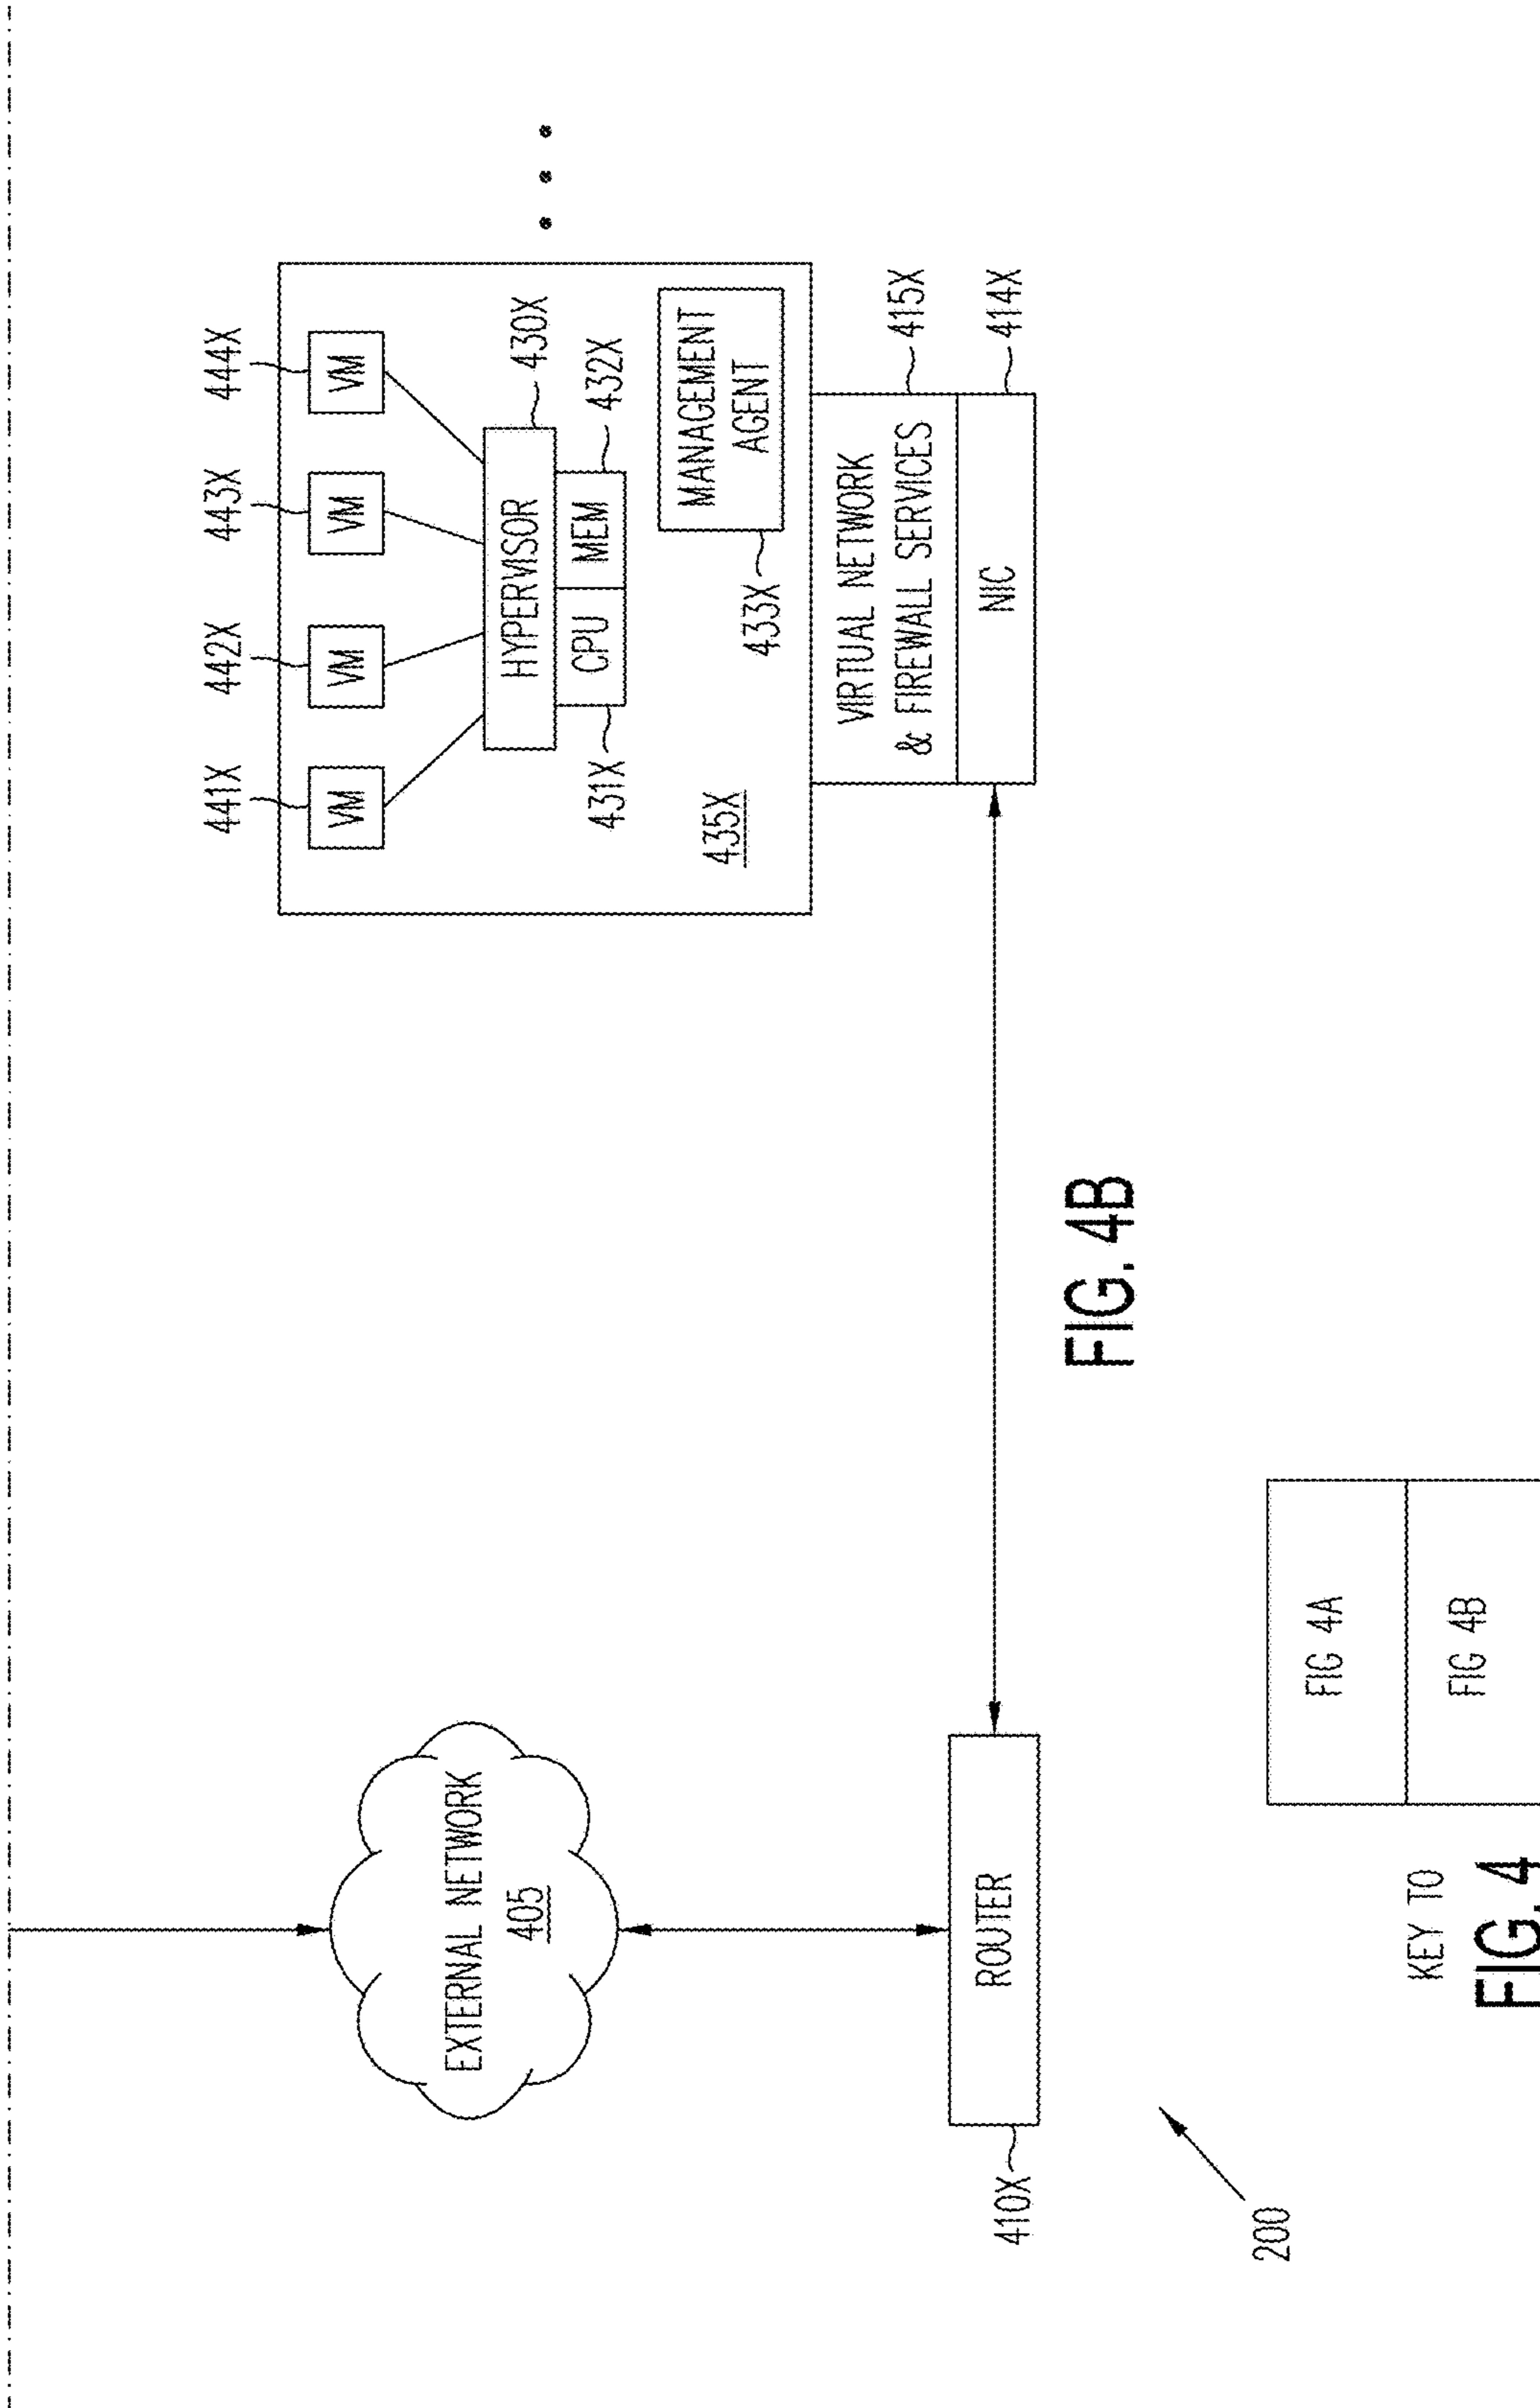 441X
442X
443X
444X
VM
VM
VM
VM
EXTERNAL NETWORK
405
HYPERVISOR
430X
CPU
MEM
431X
432X
MANAGEMENT
AGENT
433X
435X
VIRTUAL NETWORK
& FIREWALL SERVICES
415X
NIC
414X
ROUTER
410X
FIG. 4B
200
FIG 4A
FIG 4B
KEY TO
FIG. 4